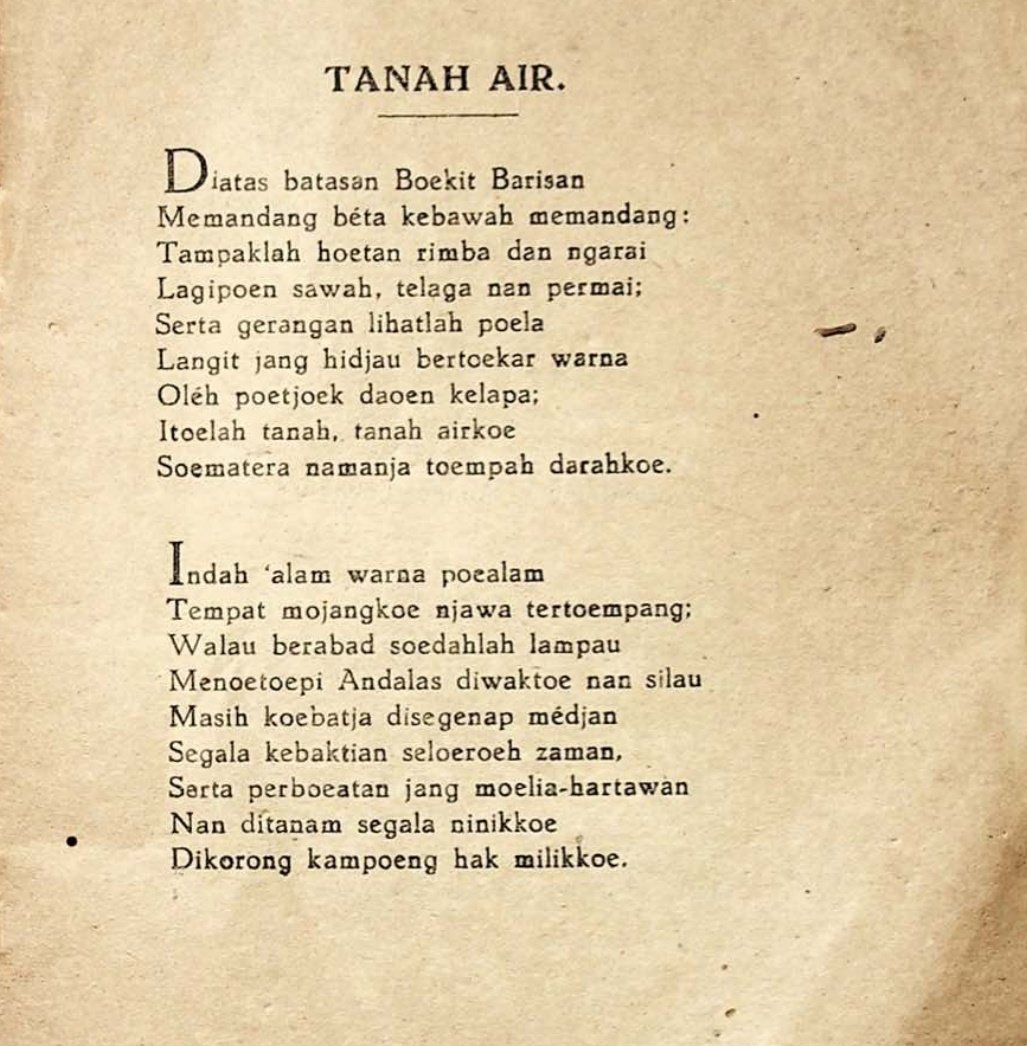 TANAH AIR.
Diatas batasan Boekit Barisan
Memandang béta kebawah memandang:
Tampaklah hoetan rimba dan ngarai
Lagipoen sawah, telaga nan permai;
Serta gerangan lihatlah poela
Langit jang hidjau bertoekar warna
Oléh poetjoek daoen kelapa;
Itoelah tanah, tanah airkoe
Soematera namanja toempah darahkoe.
Indah ‘alam warna poealam
Tempat mojangkoe njawa tertoempang;
Walau berabad soedahlah lampau
Menoetoepi Andalas diwaktoe nan silau
Masih koebatja disegenap médjan
Segala kebaktian seloeroeh zaman,
Serta perboeatan jang moelia-hartawan
Nan ditanam segala ninikkoe
Dikorong kampoeng hak milikkoe.